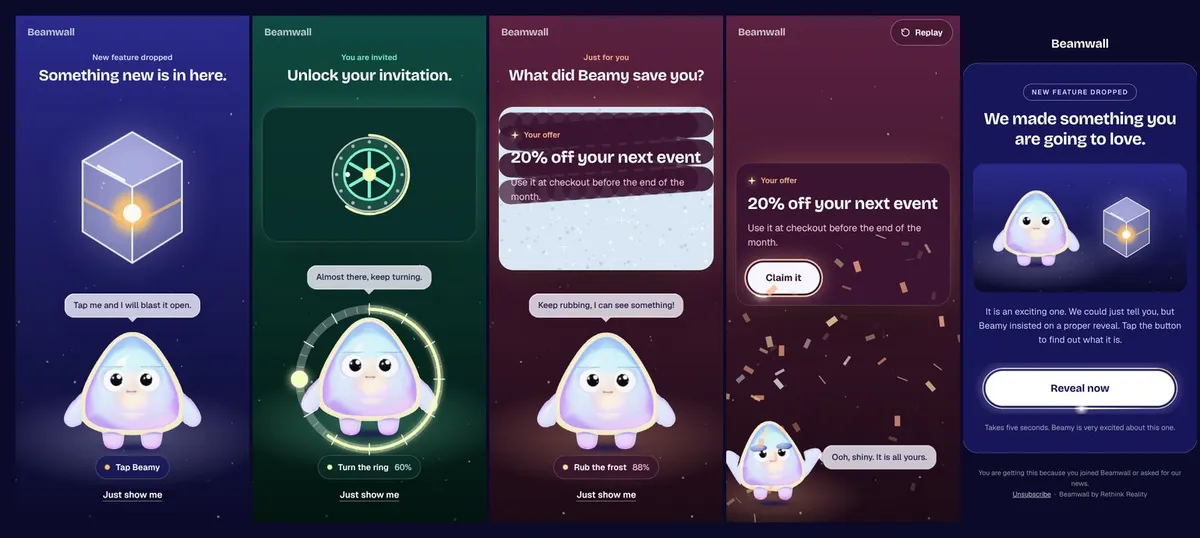 Beamwall
New feature dropped
Something new is in here.
Tap me and I will blast it open.
Tap Beamy
Just show me
Beamwall
You are invited
Unlock your invitation.
Almost there, keep turning.
Turn the ring 60%
Just show me
Beamwall
Just for you
What did Beamy save you?
Your offer
20% off your next event
Use it at checkout before the end of the
month.
Keep rubbing, I can see something!
Rub the frost 88%
Just show me
Beamwall
Replay
Your offer
20% off your next event
Use it at checkout before the end of the
month.
Claim it
Ooh, shiny. It is all yours.
Beamwall
NEW FEATURE DROPPED
We made something you
are going to love.
It is an exciting one. We could just tell you, but
Beamy insisted on a proper reveal. Tap the button
to find out what it is.
Reveal now
Takes five seconds. Beamy is very excited about this one.
You are getting this because you joined Beamwall or asked for our
news.
Unsubscribe · Beamwall by Rethink Reality